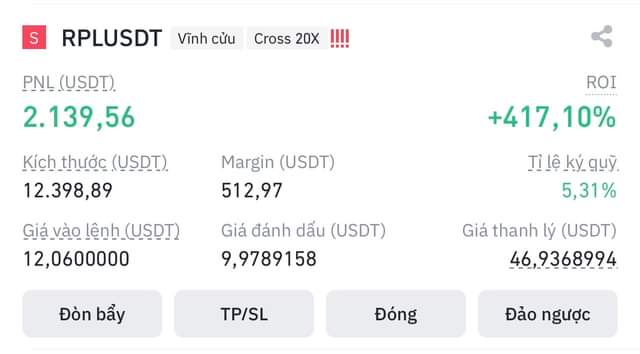 S RPLUSDT Vĩnh cửu Cross 20X !!!!
PNL (USDT) ROI
2.139,56 +417,10%
Kích thước (USDT) Margin (USDT) Tỉ lệ ký quỹ
12.398,89 512,97 5,31%
Giá vào lệnh (USDT) Giá đánh dấu (USDT) Giá thanh lý (USDT)
12,0600000 9,9789158 46,9368994
Đòn bẩy TP/SL Đóng Đảo ngược